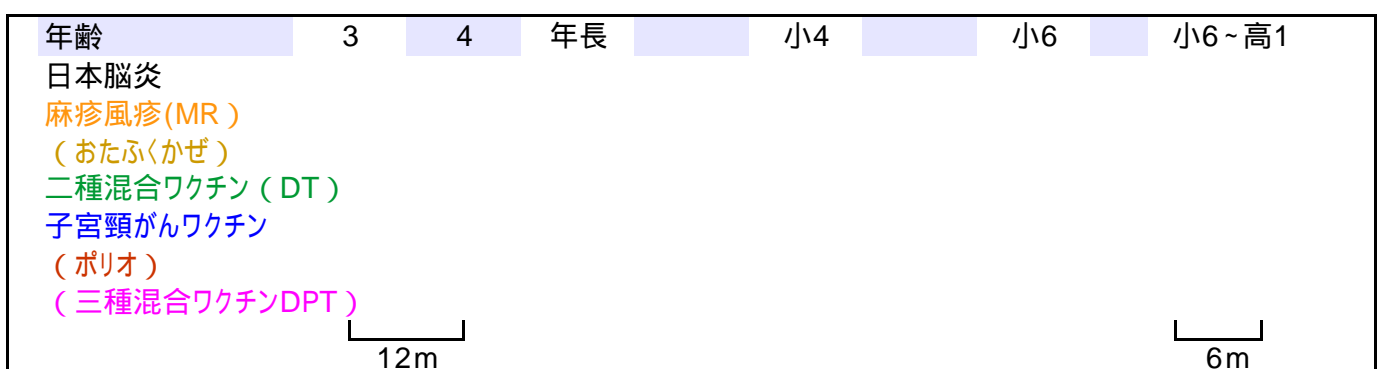 年齢 3 4 年長 小4 小6 小6~高1
日本脳炎
麻疹風疹(MR)
(おたふくかぜ)
二種混合ワクチン(DT)
子宮頸がんワクチン
(ポリオ)
(三種混合ワクチンDPT)
12m 6m